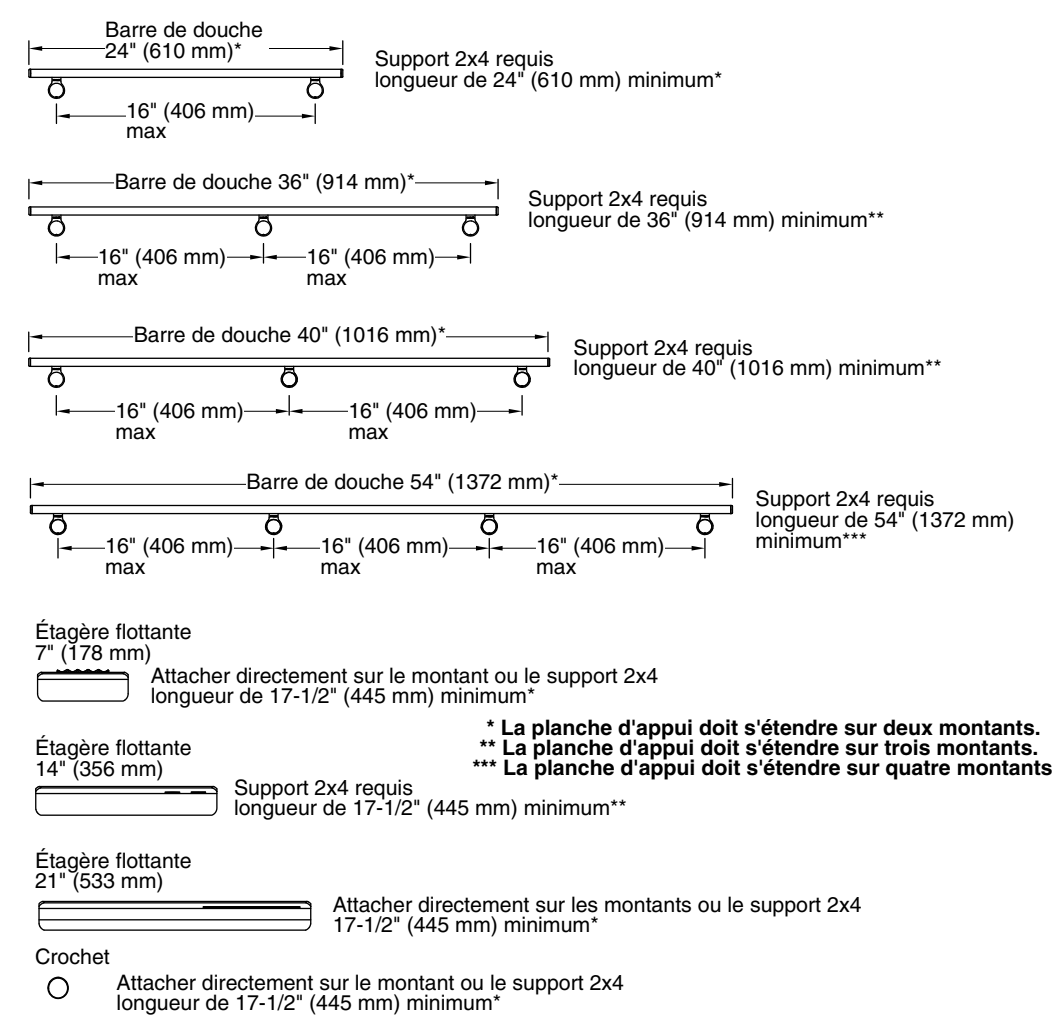 Barre de douche
24" (610 mm)*
Support 2x4 requis
longueur de 24" (610 mm) minimum*
16" (406 mm)
max
Barre de douche 36" (914 mm)*
Support 2x4 requis
longueur de 36" (914 mm) minimum**
16" (406 mm)
max
16" (406 mm)
max
Barre de douche 40" (1016 mm)*
Support 2x4 requis
longueur de 40" (1016 mm) minimum**
16" (406 mm)
max
16" (406 mm)
max
Barre de douche 54" (1372 mm)*
Support 2x4 requis
longueur de 54" (1372 mm)
minimum***
16" (406 mm)
max
16" (406 mm)
max
16" (406 mm)
max
Étagère flottante
7" (178 mm)
Attacher directement sur le montant ou le support 2x4
longueur de 17-1/2" (445 mm) minimum*
* La planche d'appui doit s'étendre sur deux montants.
** La planche d'appui doit s'étendre sur trois montants.
*** La planche d'appui doit s'étendre sur quatre montants
Étagère flottante
14" (356 mm)
Support 2x4 requis
longueur de 17-1/2" (445 mm) minimum**
Étagère flottante
21" (533 mm)
Attacher directement sur les montants ou le support 2x4
17-1/2" (445 mm) minimum*
Crochet
Attacher directement sur le montant ou le support 2x4
longueur de 17-1/2" (445 mm) minimum*